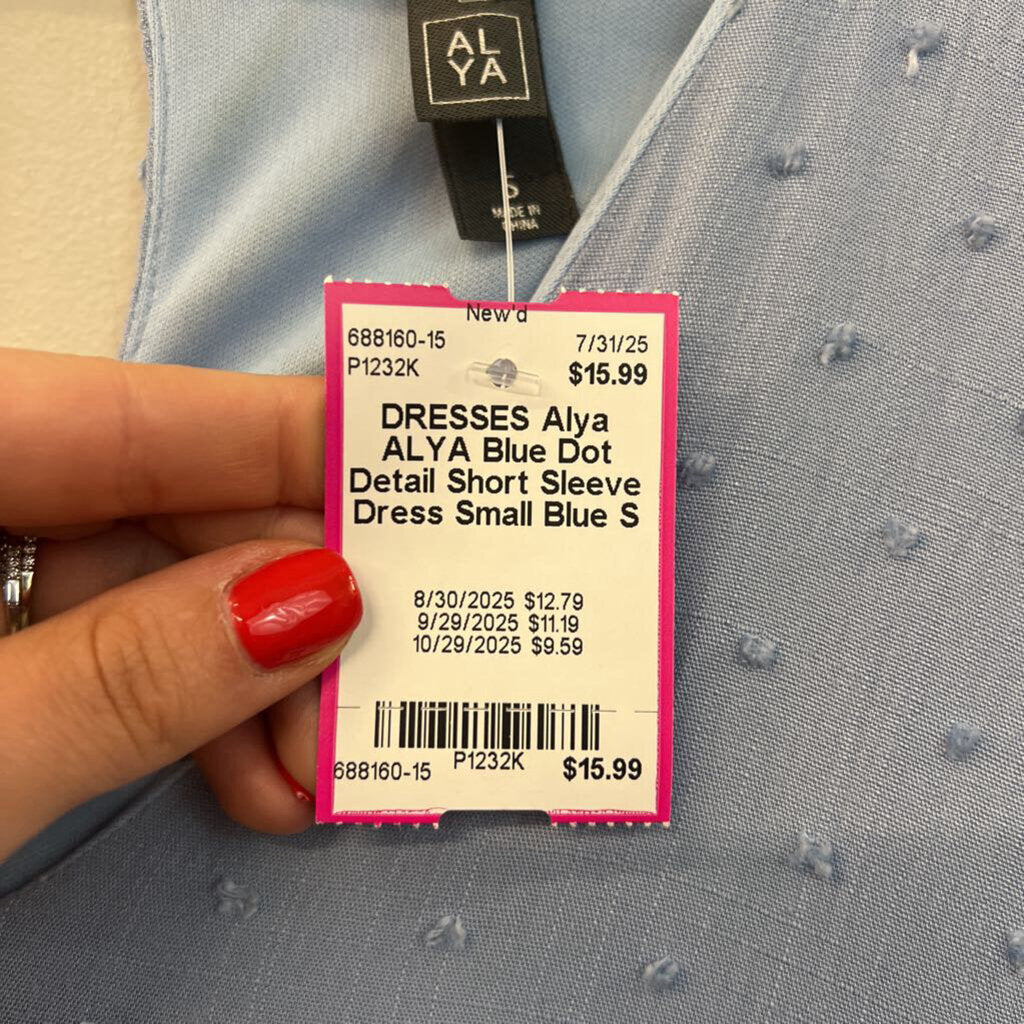 AL
YA
S
MADE IN
CHINA
New'd
688160-15 7/31/25
P1232K $15.99
DRESSES Alya
ALYA Blue Dot
Detail Short Sleeve
Dress Small Blue S
8/30/2025 $12.79
9/29/2025 $11.19
10/29/2025 $9.59
P1232K
688160-15 $15.99